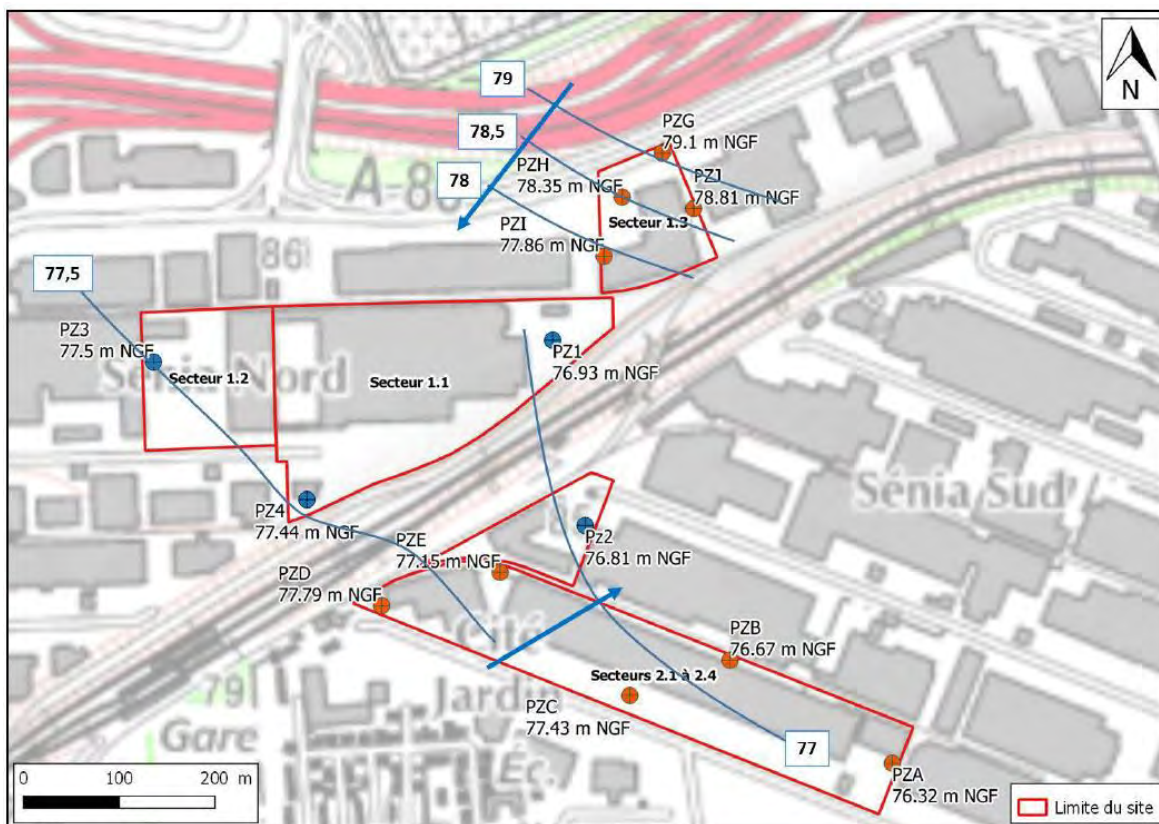 79
N
PZG
79.1 m NGF
78,5
PZH
78.35 m NGF
PZJ
78.81 m NGF
78
A-86
Secteur 1.3
PZI
77.86 m NGF
86
77,5
PZ3
77.5 m NGF
PZ1
76.93 m NGF
Sénia Nord
Secteur 1.2
Secteur 1.1
Sénia Sud
PZ4
77.44 m NGF
PZE
77.15 m NGF
Pz2
76.81 m NGF
PZD
77.79 m NGF
Cité
PZB
76.67 m NGF
Secteurs 2.1 à 2.4
79
Jardin
PZC
77.43 m NGF
Gare
77
Éc.
PZA
76.32 m NGF
0 100 200 m
Limite du site